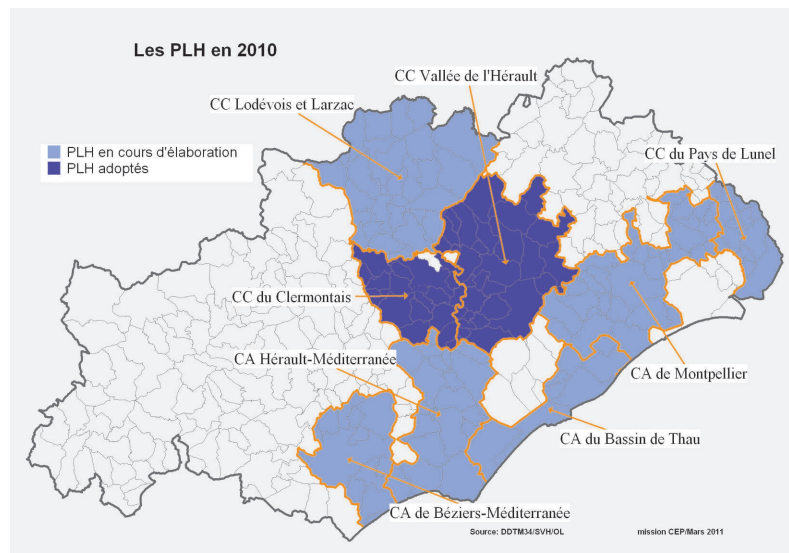 Les PLH en 2010
CC Vallée de l'Hérault
CC Lodévois et Larzac
PLH en cours d'élaboration
PLH adoptés
CC du Pays de Lunel
CC du Clermontais
CA Hérault-Méditerranée
CA de Montpellier
CA du Bassin de Thau
CA de Béziers-Méditerranée
Source: DDTM34/SVH/OL
mission CEP/Mars 2011